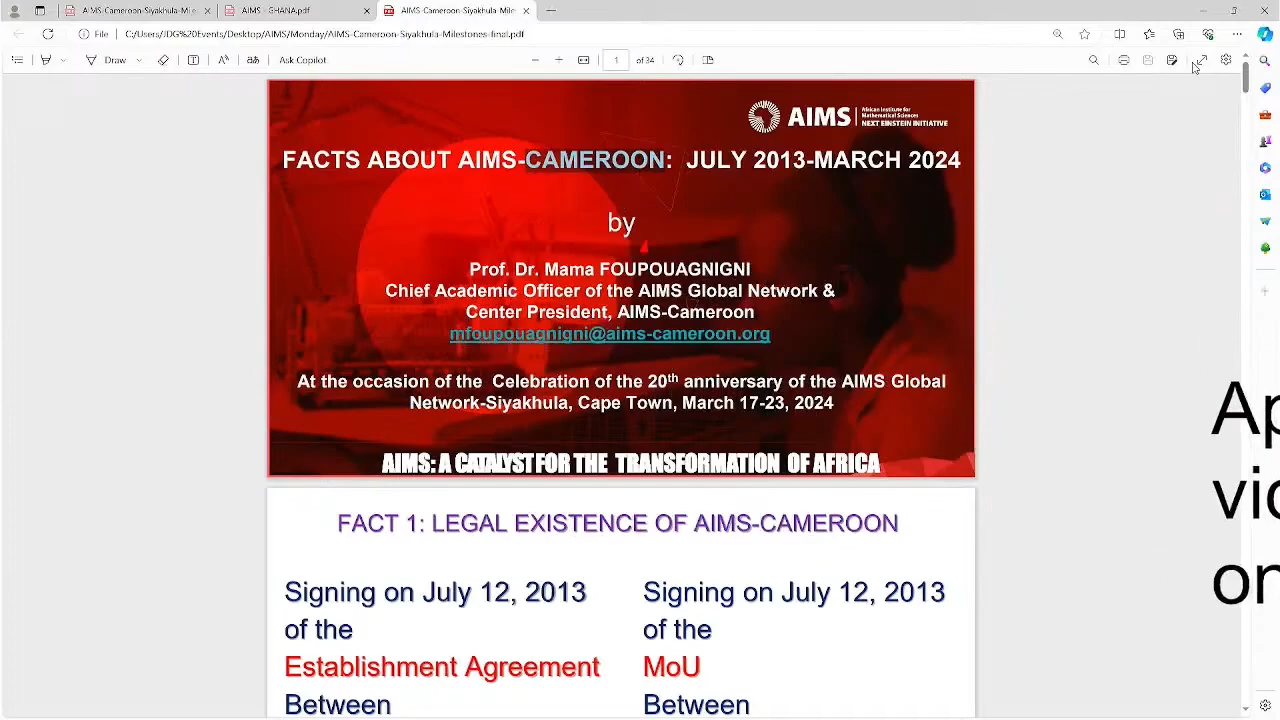 AIMS-Cameroon-Siyakhula-Mile
AIMS - GHANA.pdf
AIMS-Cameroon-Siyakhula-Miles
File
C:/Users/JDG%20Events/Desktop/AIMS/Monday/AIMS-Cameroon-Siyakhula-Milestones-final.pdf
Draw
Ask Copilot
1 of 34
AIMS
African Institute for
Mathematical Sciences
NEXT EINSTEIN INITIATIVE
FACTS ABOUT AIMS-CAMEROON: JULY 2013-MARCH 2024
by
Prof. Dr. Mama FOUPOUAGNIGNI
Chief Academic Officer of the AIMS Global Network &
Center President, AIMS-Cameroon
mfoupouagnigni@aims-cameroon.org
At the occasion of the Celebration of the 20th anniversary of the AIMS Global
Network-Siyakhula, Cape Town, March 17-23, 2024
AIMS: A CATALYST FOR THE TRANSFORMATION OF AFRICA
FACT 1: LEGAL EXISTENCE OF AIMS-CAMEROON
Signing on July 12, 2013
of the
Establishment Agreement
Between
Signing on July 12, 2013
of the
MoU
Between